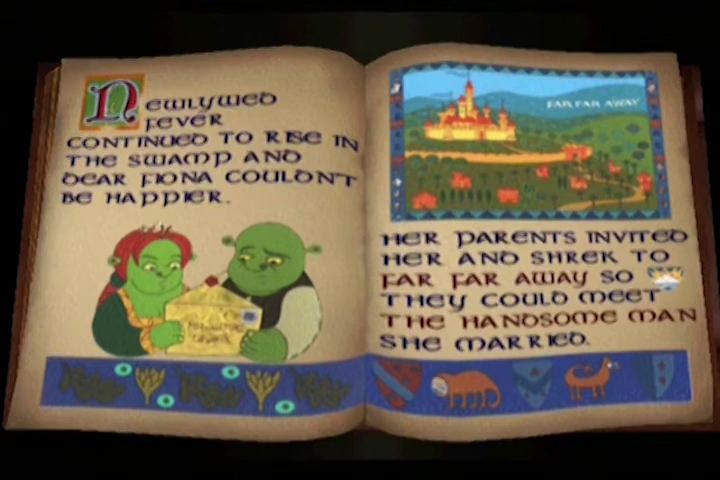 NEWLYWED
FEVER
CONTINUED TO RISE IN
THE SWAMP AND
DEAR FIONA COULDN'T
BE HAPPIER.
FAR FAR AWAY
HER PARENTS INVITED
HER AND SHREK TO
FAR FAR AWAY SO
THEY COULD MEET
THE HANDSOME MAN
SHE MARRIED.